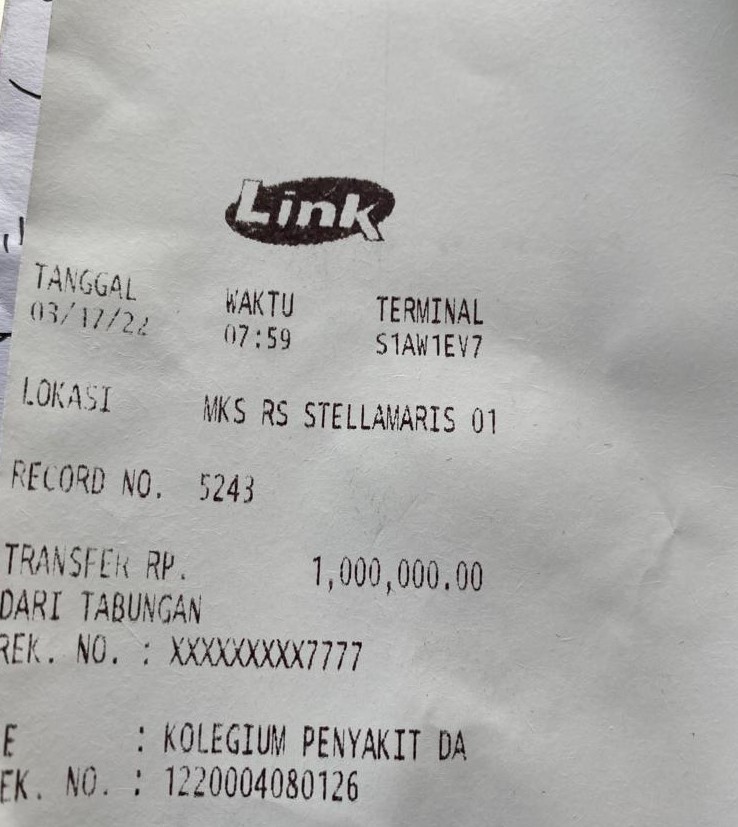 Link
TANGGAL WAKTU TERMINAL
03/17/22 07:59 S1AW1EV7
LOKASI MKS RS STELLAMARIS 01
RECORD NO. 5243
TRANSFER RP. 1,000,000.00
DARI TABUNGAN
REK. NO. : XXXXXXXXX7777
E : KOLEGIUM PENYAKIT DA
EK. NO. : 1220004080126